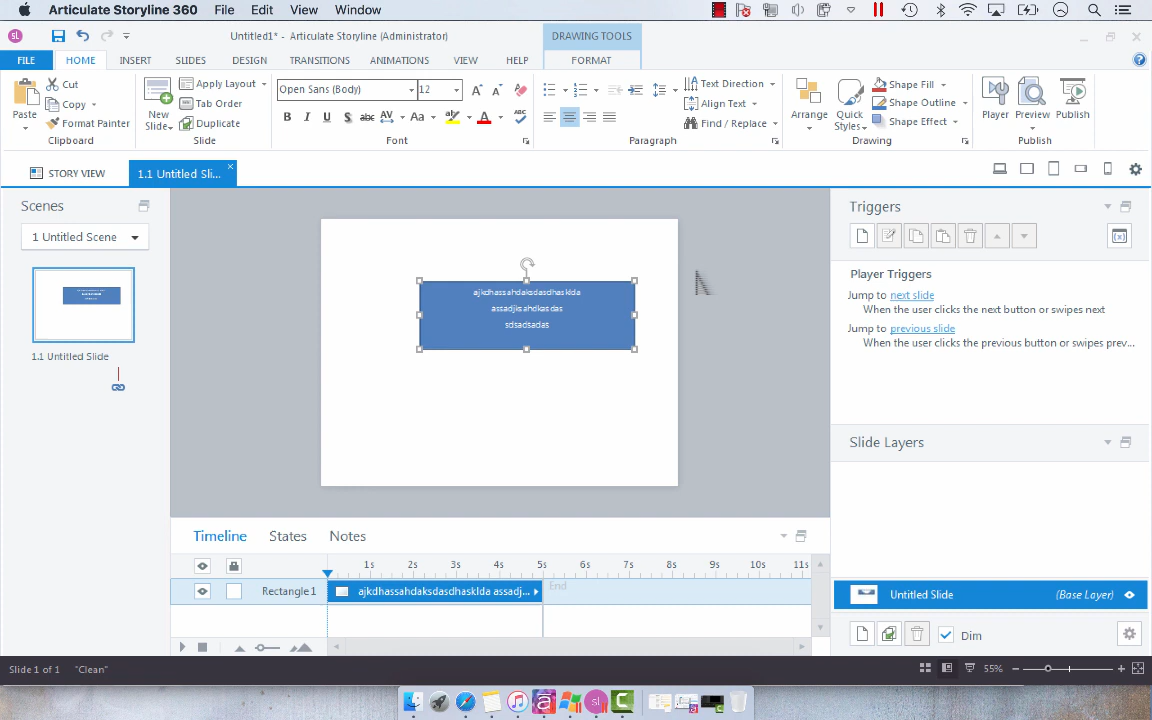 Articulate Storyline 360 File Edit View Window
Untitled1* - Articulate Storyline (Administrator)
DRAWING TOOLS
FILE HOME INSERT SLIDES DESIGN TRANSITIONS ANIMATIONS VIEW HELP FORMAT
Paste
Cut
Copy
Format Painter
Clipboard
New Slide
Apply Layout
Tab Order
Duplicate
Slide
Open Sans (Body) 12
B I U S abc AV Aa A
Font
Text Direction
Align Text
Find / Replace
Paragraph
Arrange
Quick Styles
Shape Fill
Shape Outline
Shape Effect
Drawing
Player Preview Publish
Publish
STORY VIEW 1.1 Untitled Sli...
Scenes
1 Untitled Scene
1.1 Untitled Slide
ajkdhassahdaksdasdhasklda
assadjksahdkasdas
sdsadsadas
Triggers
Player Triggers
Jump to next slide
When the user clicks the next button or swipes next
Jump to previous slide
When the user clicks the previous button or swipes prev...
Slide Layers
Untitled Slide (Base Layer)
Dim
Timeline States Notes
1s 2s 3s 4s 5s 6s 7s 8s 9s 10s 11s
Rectangle 1 ajkdhassahdaksdasdhasklda assadj... End
Slide 1 of 1 "Clean" 55%